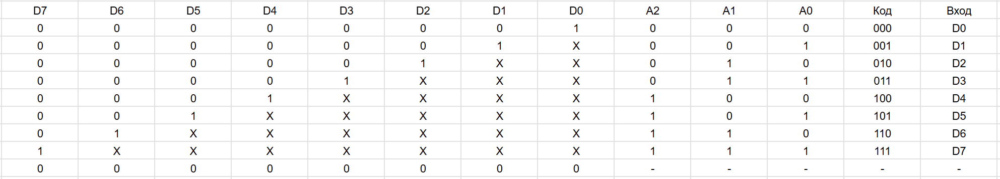 D7 D6 D5 D4 D3 D2 D1 D0 A2 A1 A0 Код Вход
0 0 0 0 0 0 0 1 0 0 0 000 D0
0 0 0 0 0 0 1 X 0 0 1 001 D1
0 0 0 0 0 1 X X 0 1 0 010 D2
0 0 0 0 1 X X X 0 1 1 011 D3
0 0 0 1 X X X X 1 0 0 100 D4
0 0 1 X X X X X 1 0 1 101 D5
0 1 X X X X X X 1 1 0 110 D6
1 X X X X X X X 1 1 1 111 D7
0 0 0 0 0 0 0 0 - - - - -